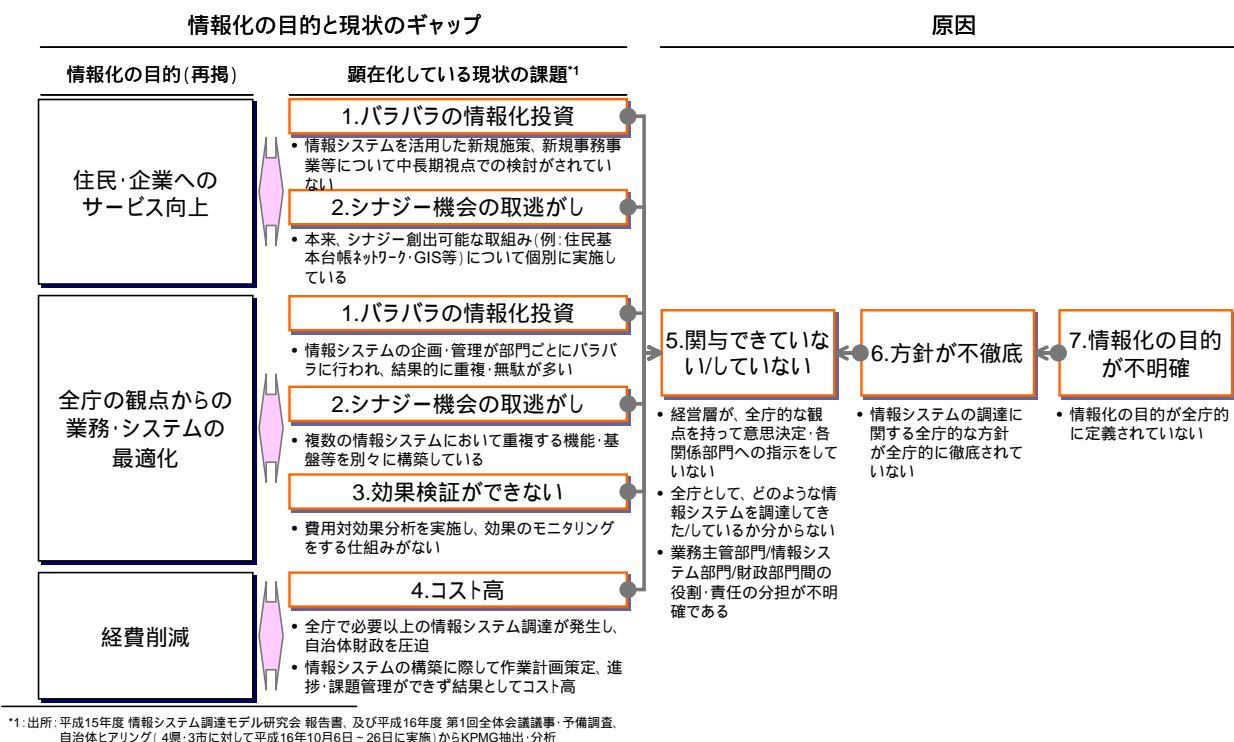 情報化の目的と現状のギャップ
原因
情報化の目的(再掲)
顕在化している現状の課題*1
住民・企業への
サービス向上
1.バラバラの情報化投資
• 情報システムを活用した新規施策、新規事務事
業等について中長期視点での検討がされてい
ない
2.シナジー機会の取逃がし
• 本来、シナジー創出可能な取組み(例:住民基
本台帳ﾈｯﾄﾜｰｸ・GIS等)について個別に実施し
ている
全庁の観点からの
業務・システムの
最適化
1.バラバラの情報化投資
• 情報システムの企画・管理が部門ごとにバラバ
ラに行われ、結果的に重複・無駄が多い
2.シナジー機会の取逃がし
• 複数の情報システムにおいて重複する機能・基
盤等を別々に構築している
3.効果検証ができない
• 費用対効果分析を実施し、効果のモニタリング
をする仕組みがない
経費削減
4.コスト高
• 全庁で必要以上の情報システム調達が発生し、
自治体財政を圧迫
• 情報システムの構築に際して作業計画策定、進
捗・課題管理ができず結果としてコスト高
5.関与できていな
い/していない
• 経営層が、全庁的な観
点を持って意思決定・各
関係部門への指示をして
いない
• 全庁として、どのような情
報システムを調達してき
た/しているか分からない
• 業務主管部門/情報シス
テム部門/財政部門間の
役割・責任の分担が不明
確である
6.方針が不徹底
• 情報システムの調達に
関する全庁的な方針
が全庁的に徹底されて
いない
7.情報化の目的
が不明確
• 情報化の目的が全庁的
に定義されていない
*1:出所:平成15年度 情報システム調達モデル研究会 報告書、及び平成16年度 第1回全体会議議事・予備調査、
自治体ヒアリング( 4県・3市に対して平成16年10月6日~26日に実施)からKPMG抽出・分析